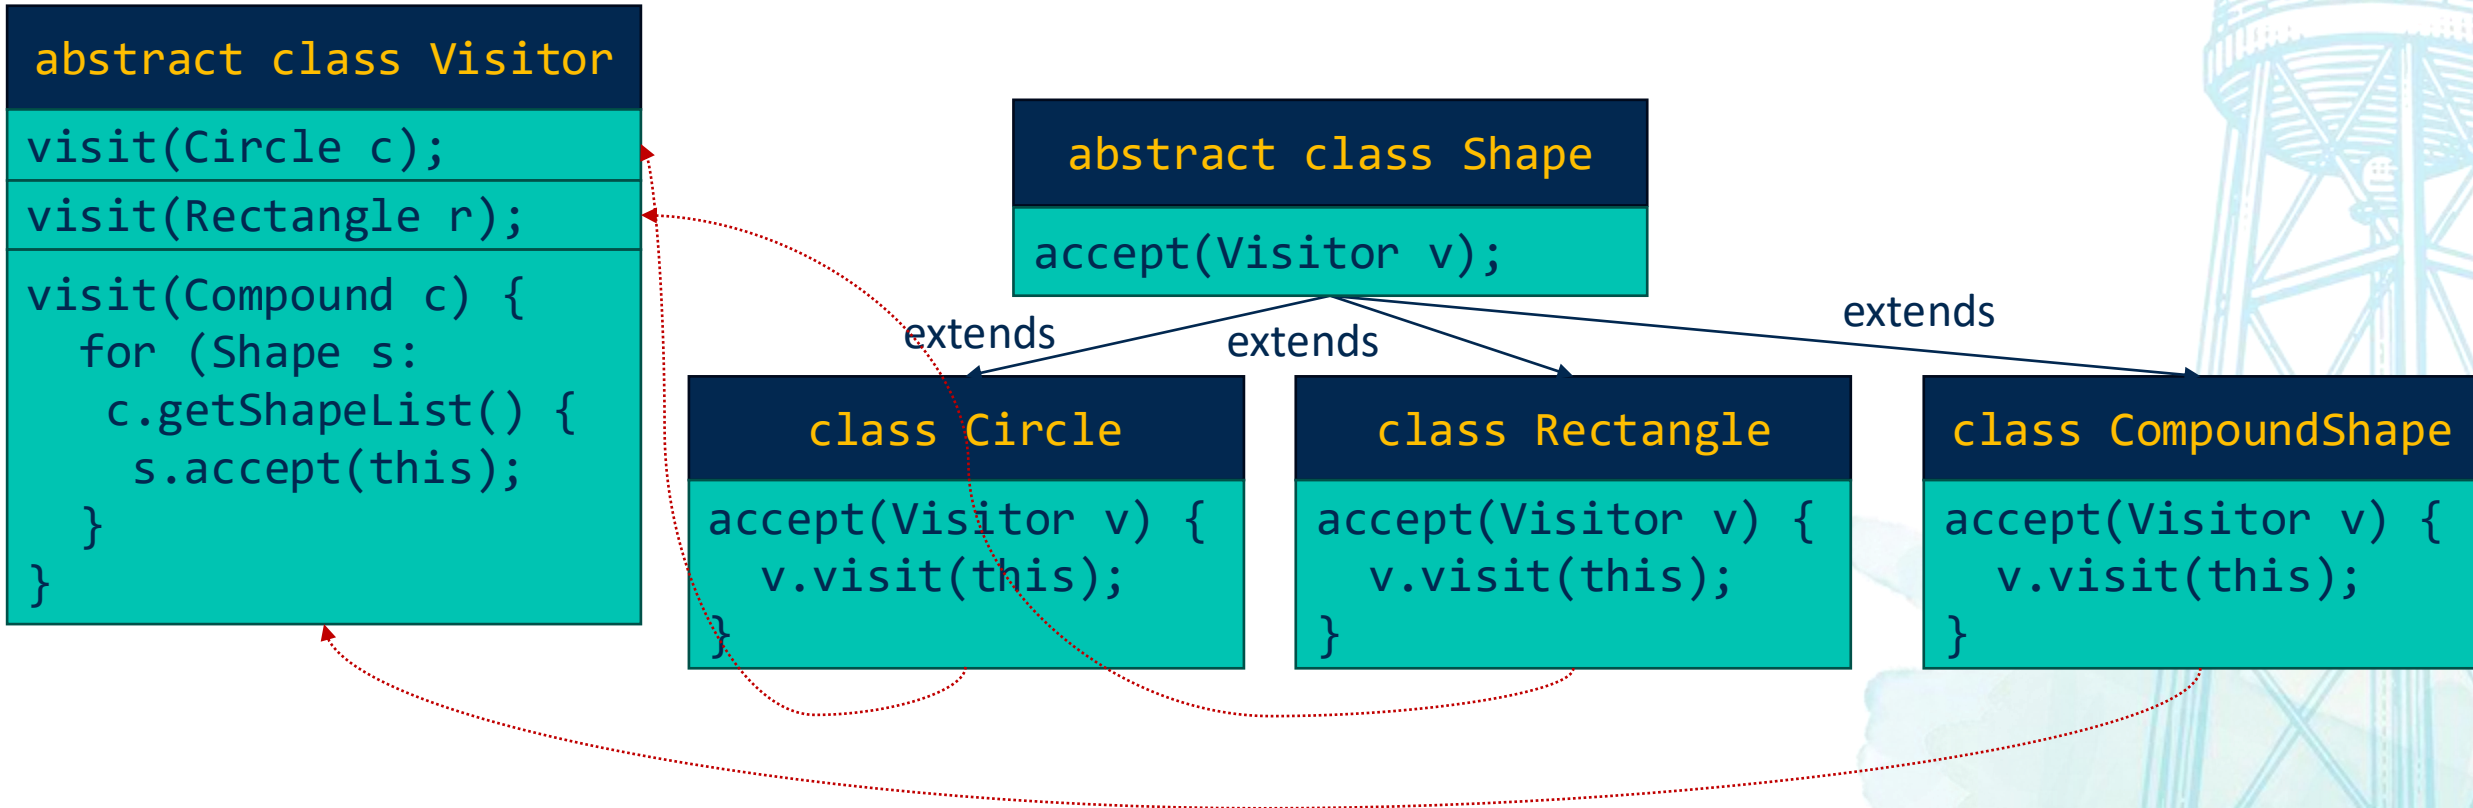 abstract class Visitor
visit(Circle c);
visit(Rectangle r);
visit(Compound c) {
for (Shape s:
c.getShapeList() {
s.accept(this);
}
}
abstract class Shape
accept(Visitor v);
extends
extends
extends
class Circle
accept(Visitor v) {
v.visit(this);
}
class Rectangle
accept(Visitor v) {
v.visit(this);
}
class CompoundShape
accept(Visitor v) {
v.visit(this);
}